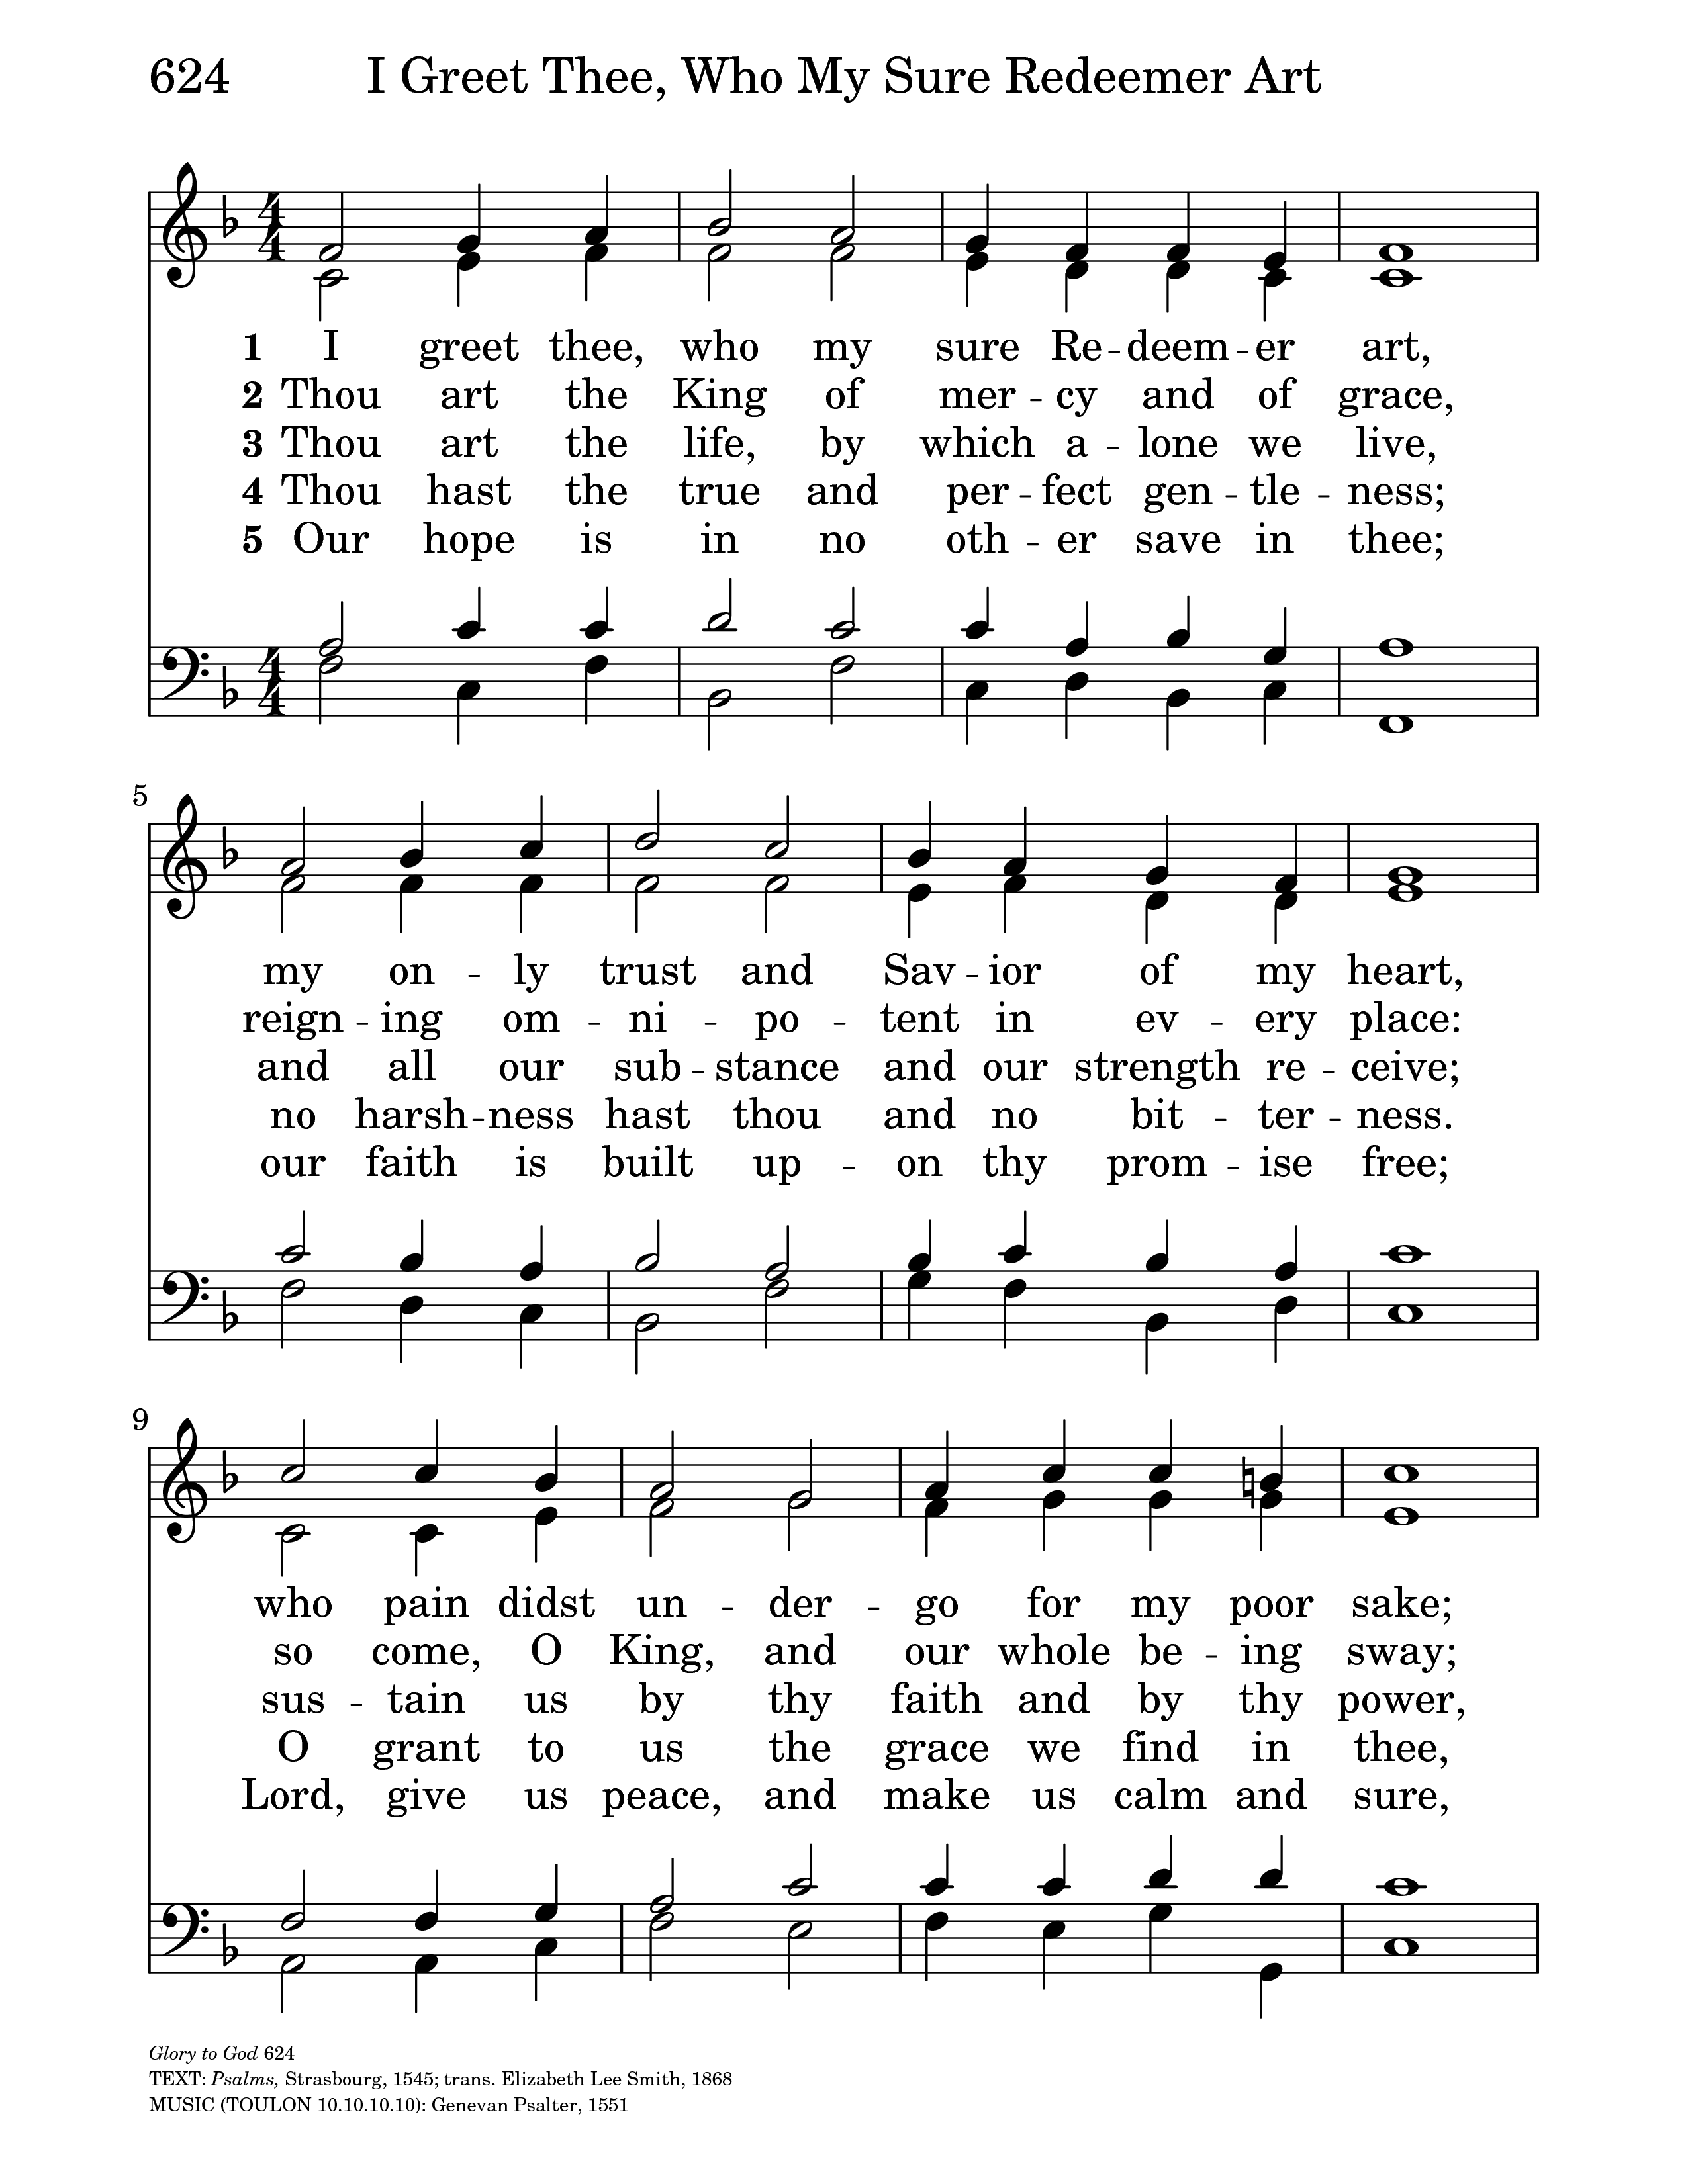 624 I Greet Thee, Who My Sure Redeemer Art
4 4
1 I greet thee, who my sure Re -- deem -- er art,
2 Thou art the King of mer -- cy and of grace,
3 Thou art the life, by which a -- lone we live,
4 Thou hast the true and per -- fect gen -- tle -- ness;
5 Our hope is in no oth -- er save in thee;
4 4
5
my on -- ly trust and Sav -- ior of my heart,
reign -- ing om -- ni -- po -- tent in ev -- ery place:
and all our sub -- stance and our strength re -- ceive;
no harsh -- ness hast thou and no bit -- ter -- ness.
our faith is built up -- on thy prom -- ise free;
9
who pain didst un -- der -- go for my poor sake;
so come, O King, and our whole be -- ing sway;
sus -- tain us by thy faith and by thy power,
O grant to us the grace we find in thee,
Lord, give us peace, and make us calm and sure,
Glory to God 624
TEXT: Psalms, Strasbourg, 1545; trans. Elizabeth Lee Smith, 1868
MUSIC (TOULON 10.10.10.10): Genevan Psalter, 1551